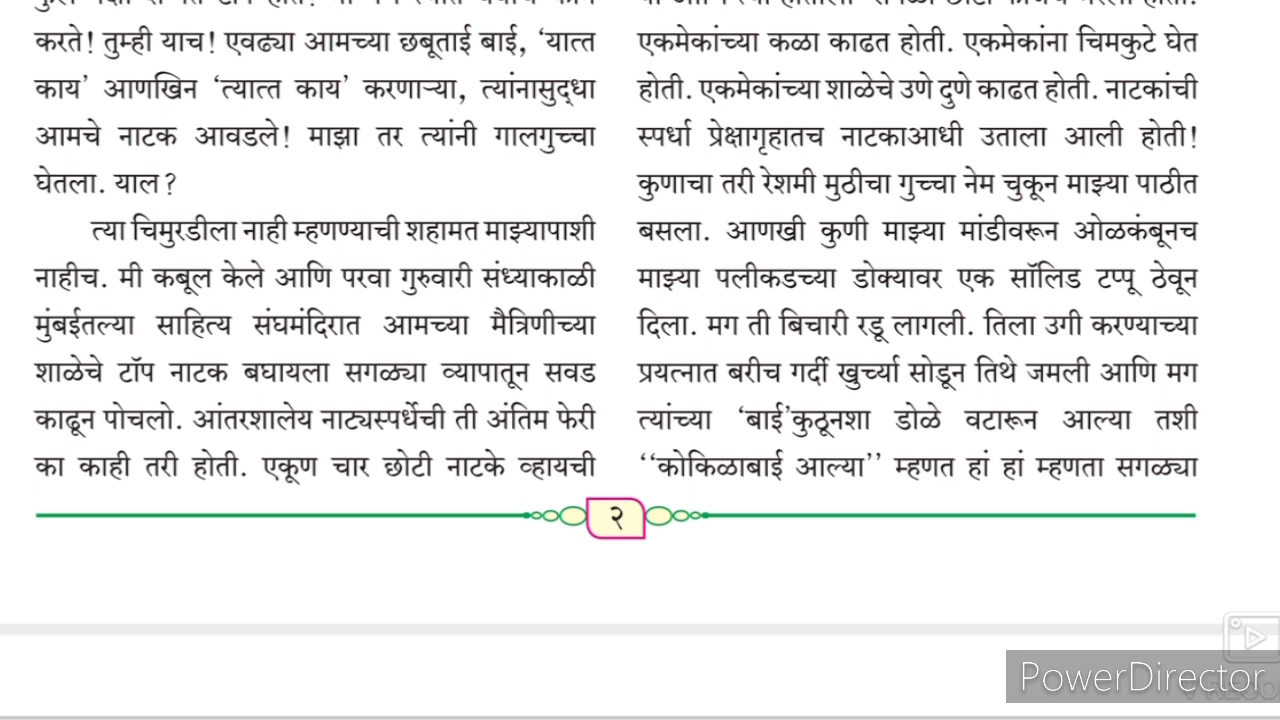 करते! तुम्ही याच! एवढ्या आमच्या छबूताई बाई, ‘यात्त
काय’ आणखिन ‘त्यात्त काय’ करणाऱ्या, त्यांनासुद्धा
आमचे नाटक आवडले! माझा तर त्यांनी गालगुच्चा
घेतला. याल?
त्या चिमुरडीला नाही म्हणण्याची शहामत माझ्यापाशी
नाहीच. मी कबूल केले आणि परवा गुरुवारी संध्याकाळी
मुंबईतल्या साहित्य संघमंदिरात आमच्या मैत्रिणीच्या
शाळेचे टॉप नाटक बघायला सगळ्या व्यापातून सवड
काढून पोचलो. आंतरशालेय नाट्यस्पर्धेची ती अंतिम फेरी
का काही तरी होती. एकूण चार छोटी नाटके व्हायची
एकमेकांच्या कळा काढत होती. एकमेकांना चिमकुटे घेत
होती. एकमेकांच्या शाळेचे उणे दुणे काढत होती. नाटकांची
स्पर्धा प्रेक्षागृहातच नाटकाआधी उताला आली होती!
कुणाचा तरी रेशमी मुठीचा गुच्चा नेम चुकून माझ्या पाठीत
बसला. आणखी कुणी माझ्या मांडीवरून ओळकंबूनच
माझ्या पलीकडच्या डोक्यावर एक सॉलिड टप्पू ठेवून
दिला. मग ती बिचारी रडू लागली. तिला उगी करण्याच्या
प्रयत्नात बरीच गर्दी खुर्च्या सोडून तिथे जमली आणि मग
त्यांच्या ‘बाई’कुठूनशा डोळे वटारून आल्या तशी
‘‘कोकिळाबाई आल्या’’ म्हणत हां हां म्हणता सगळ्या
२
PowerDirector